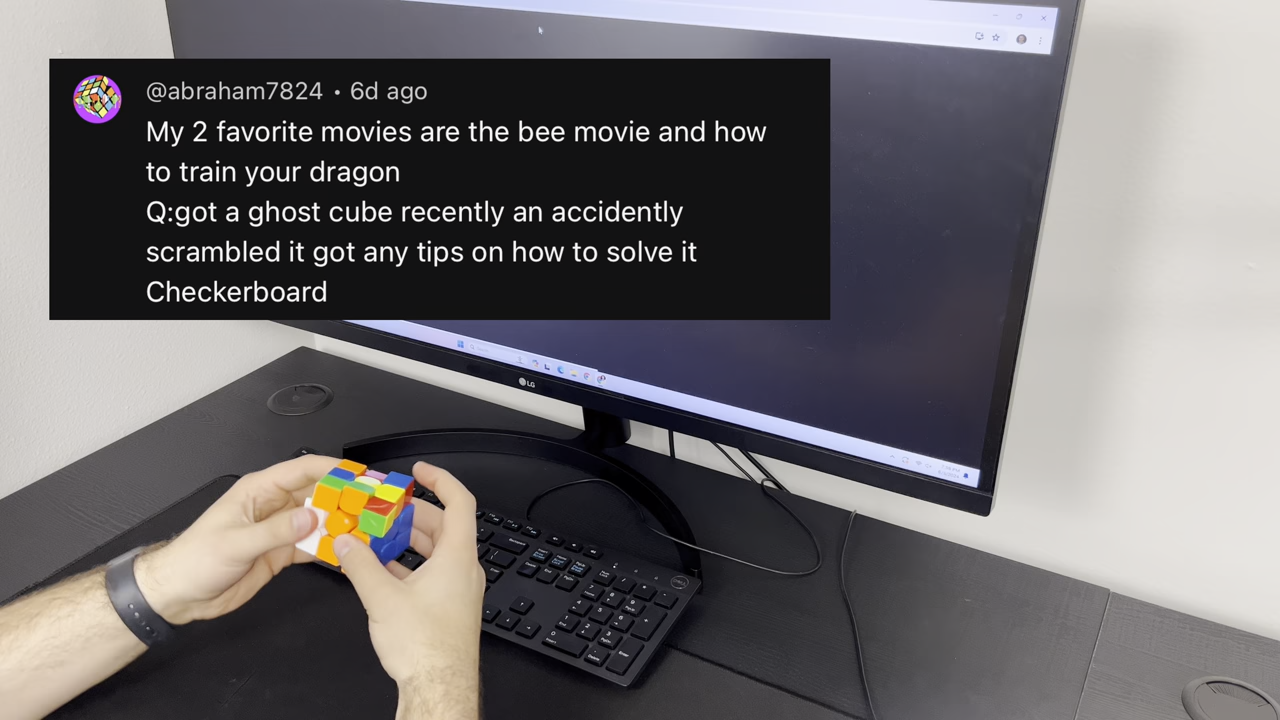 @abraham7824 • 6d ago
My 2 favorite movies are the bee movie and how
to train your dragon
Q:got a ghost cube recently an accidently
scrambled it got any tips on how to solve it
Checkerboard
LG
DELL